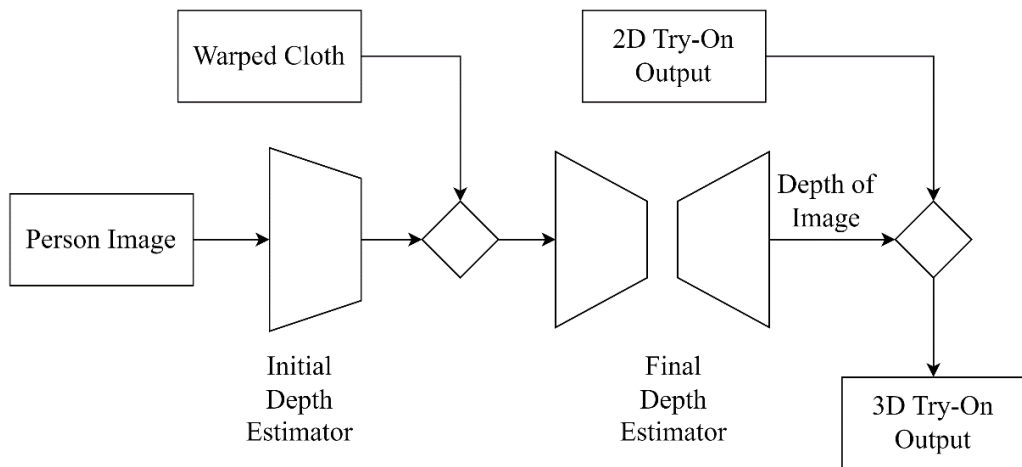 Warped Cloth
2D Try-On
Output
Person Image
Depth of
Image
Initial
Depth
Estimator
Final
Depth
Estimator
3D Try-On
Output